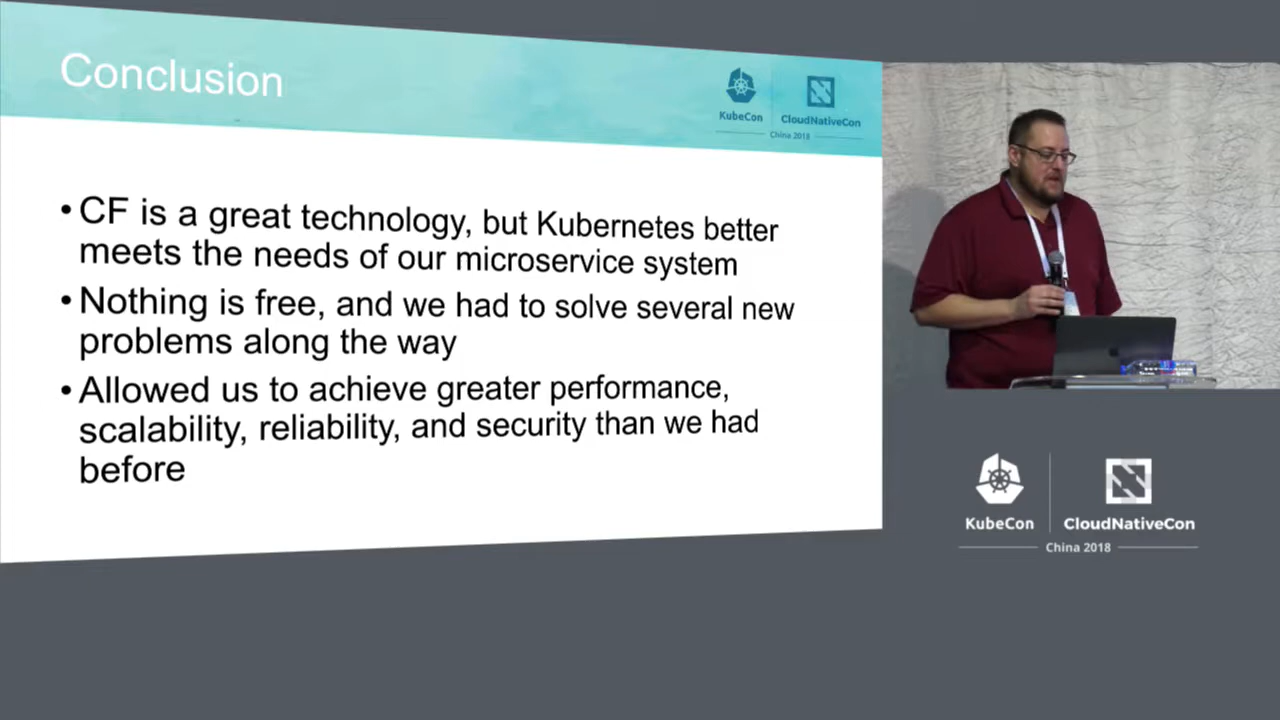 Conclusion
KubeCon
CloudNativeCon
China 2018
• CF is a great technology, but Kubernetes better
meets the needs of our microservice system
• Nothing is free, and we had to solve several new
problems along the way
• Allowed us to achieve greater performance,
scalability, reliability, and security than we had
before
KubeCon
CloudNativeCon
China 2018